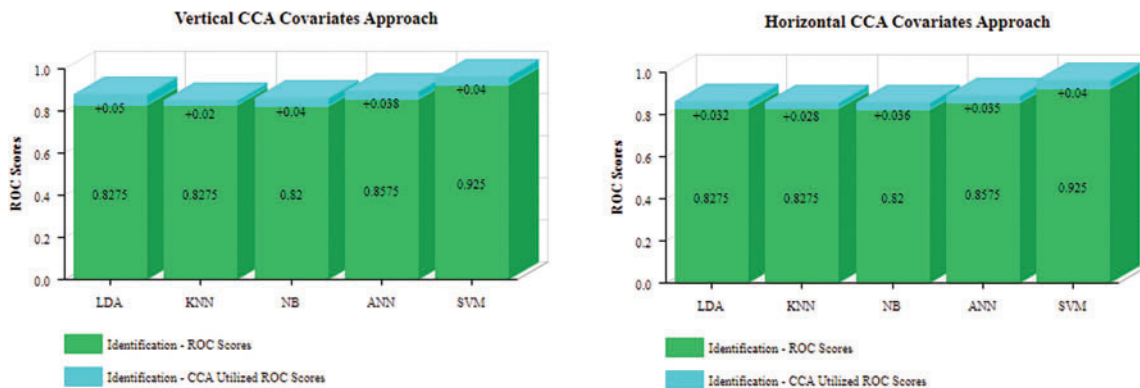 Vertical CCA Covariates Approach
ROC Scores
1.0
0.8
0.6
0.4
0.2
0.0
+0.05
+0.02
+0.04
+0.038
+0.04
0.8275
0.8275
0.82
0.8575
0.925
LDA
KNN
NB
ANN
SVM
Identification - ROC Scores
Identification - CCA Utilized ROC Scores
Horizontal CCA Covariates Approach
ROC Scores
1.0
0.8
0.6
0.4
0.2
0.0
+0.032
+0.028
+0.036
+0.035
+0.04
0.8275
0.8275
0.82
0.8575
0.925
LDA
KNN
NB
ANN
SVM
Identification - ROC Scores
Identification - CCA Utilized ROC Scores